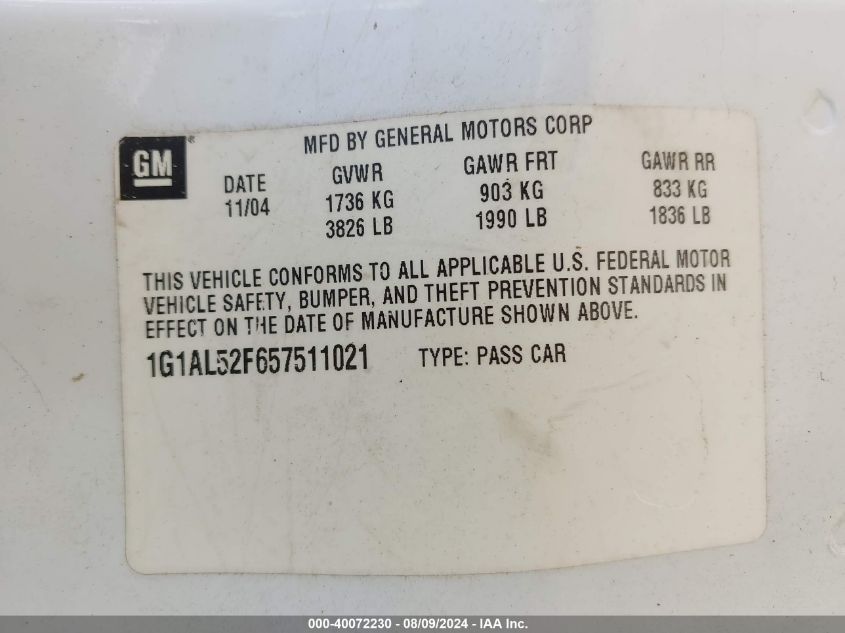 MFD BY GENERAL MOTORS CORP
GM
DATE GVWR GAWR FRT GAWR RR
11/04 1736 KG 903 KG 833 KG
3826 LB 1990 LB 1836 LB
THIS VEHICLE CONFORMS TO ALL APPLICABLE U.S. FEDERAL MOTOR
VEHICLE SAFETY, BUMPER, AND THEFT PREVENTION STANDARDS IN
EFFECT ON THE DATE OF MANUFACTURE SHOWN ABOVE.
1G1AL52F657511021 TYPE: PASS CAR
000-40072230 - 08/09/2024 - IAA Inc.